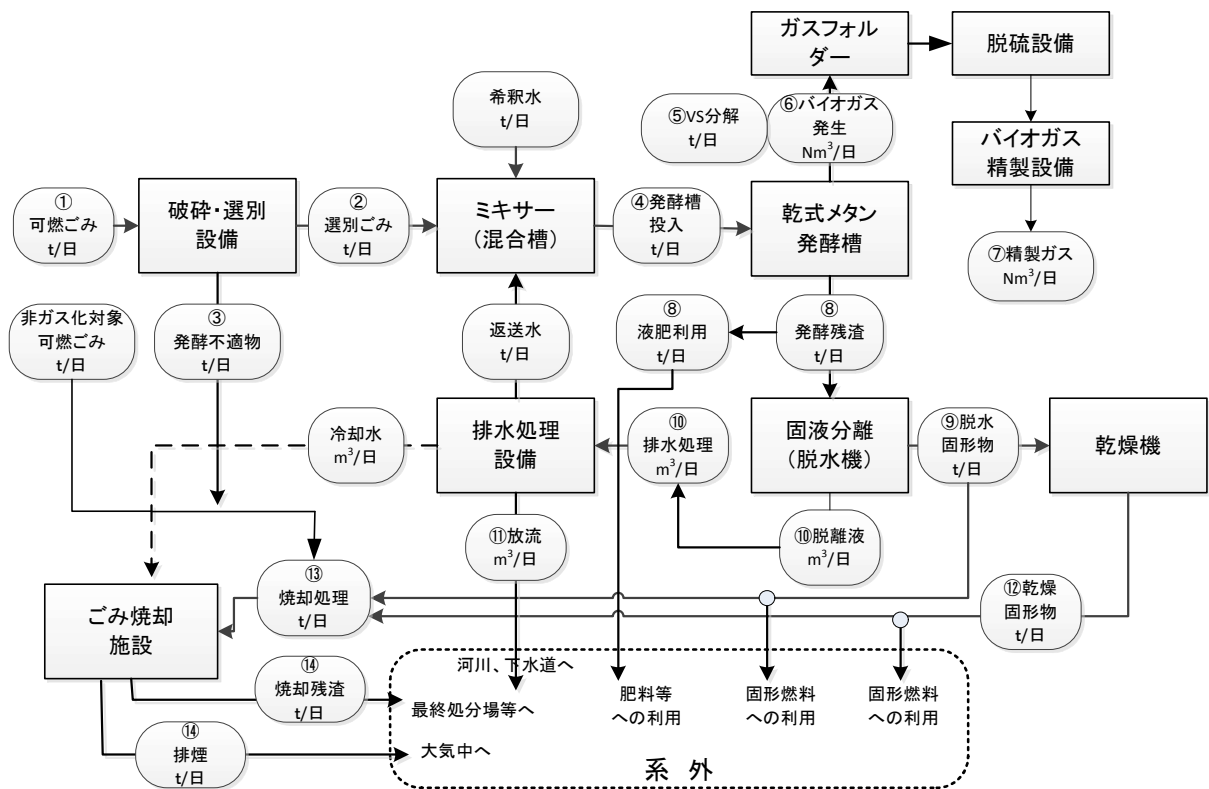 ガスフォル
ダー
脱硫設備
希釈水
t/日
⑤VS分解
t/日
⑥バイオガス
発生
Nm³/日
バイオガス
精製設備
①
可燃ごみ
t/日
破砕・選別
設備
②
選別ごみ
t/日
ミキサー
(混合槽)
④発酵槽
投入
t/日
乾式メタン
発酵槽
⑦精製ガス
Nm³/日
非ガス化対象
可燃ごみ
t/日
③
発酵不適物
t/日
返送水
t/日
⑧
液肥利用
t/日
⑧
発酵残渣
t/日
冷却水
m³/日
排水処理
設備
⑩
排水処理
m³/日
固液分離
(脱水機)
⑨脱水
固形物
t/日
乾燥機
⑪放流
m³/日
⑩脱離液
m³/日
ごみ焼却
施設
⑬
焼却処理
t/日
⑫乾燥
固形物
t/日
⑭
焼却残渣
t/日
河川、下水道へ
最終処分場等へ
肥料等
への利用
固形燃料
への利用
固形燃料
への利用
⑭
排煙
t/日
大気中へ
系 外